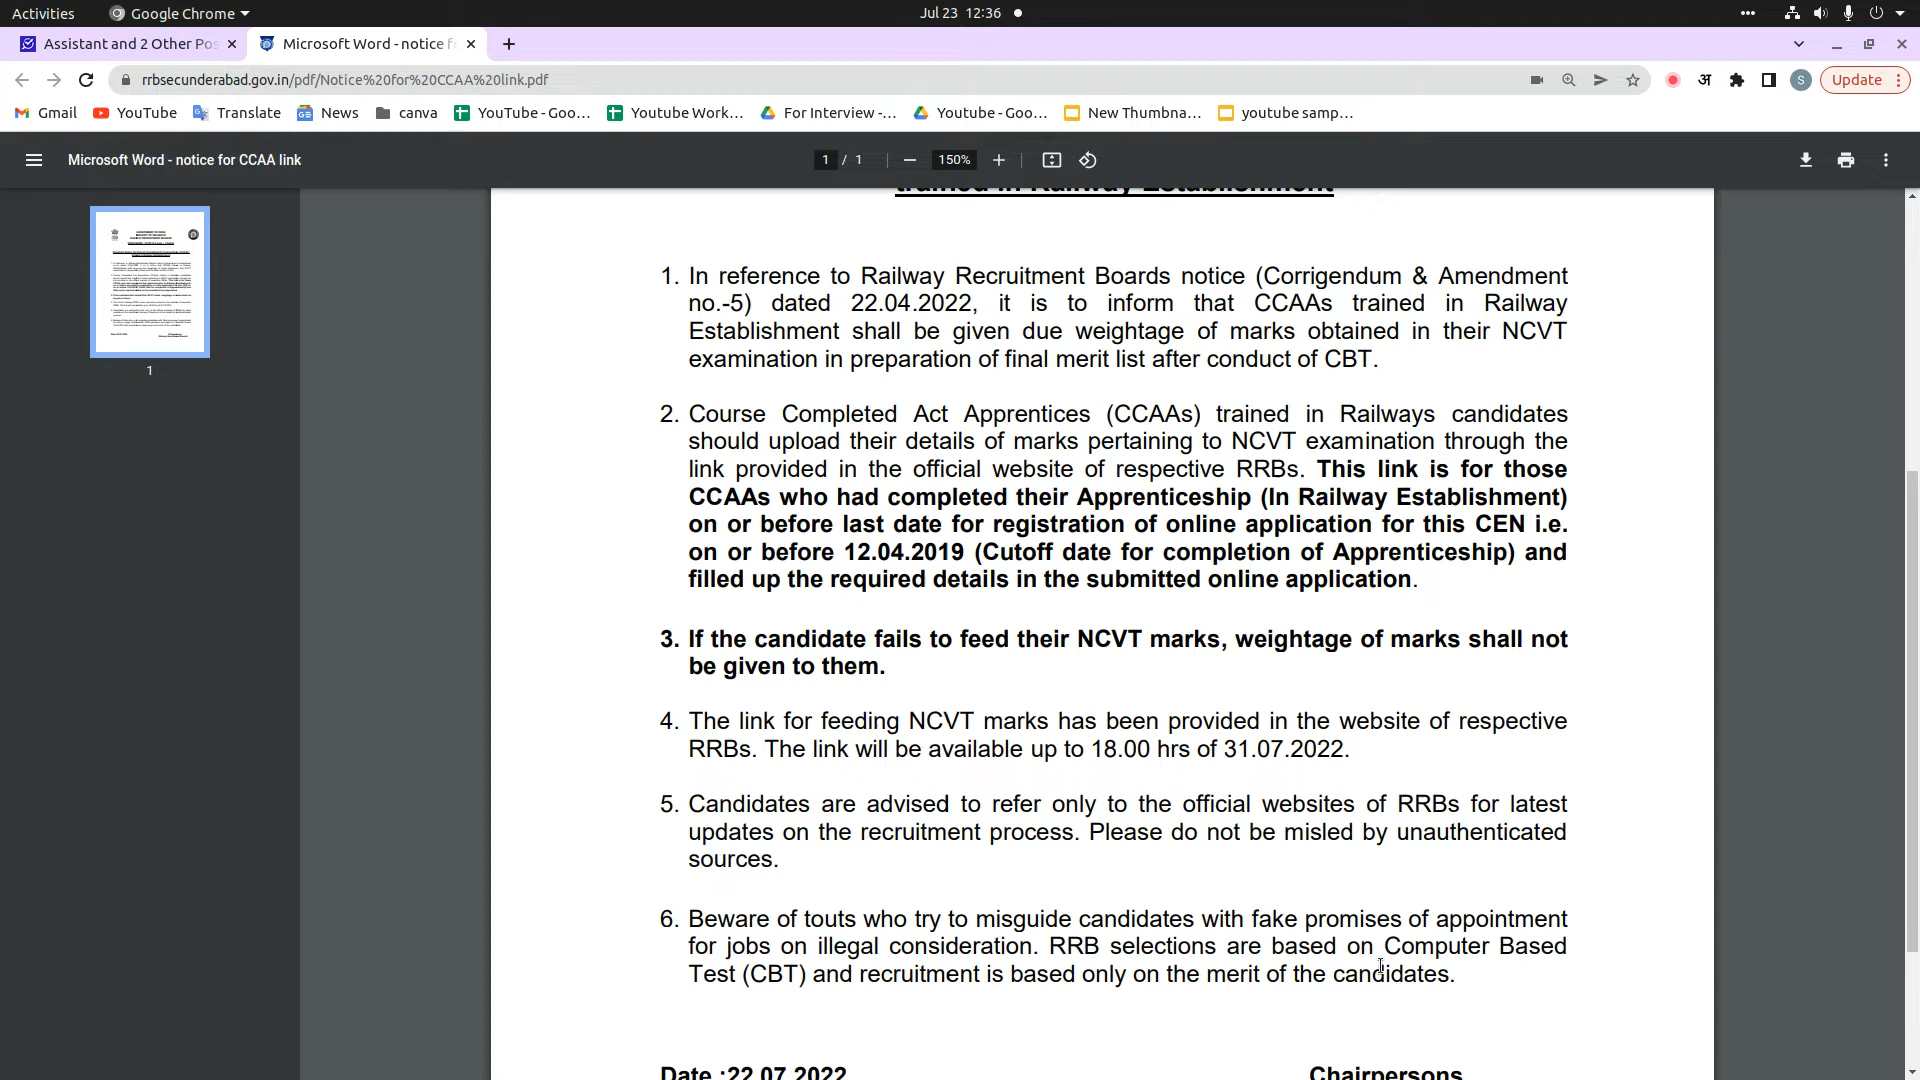 Activities Google Chrome Jul 23 12:36
Assistant and 2 Other Pos Microsoft Word - notice f
rrbsecunderabad.gov.in/pdf/Notice%20for%20CCAA%20link.pdf अ S Update
Gmail YouTube Translate News canva YouTube - Goo... Youtube Work... For Interview -... Youtube - Goo... New Thumbna... youtube samp...
Microsoft Word - notice for CCAA link 1 / 1 150%
trained in Railway Establishment
1. In reference to Railway Recruitment Boards notice (Corrigendum & Amendment
no.-5) dated 22.04.2022, it is to inform that CCAAs trained in Railway
Establishment shall be given due weightage of marks obtained in their NCVT
examination in preparation of final merit list after conduct of CBT.
2. Course Completed Act Apprentices (CCAAs) trained in Railways candidates
should upload their details of marks pertaining to NCVT examination through the
link provided in the official website of respective RRBs. This link is for those
CCAAs who had completed their Apprenticeship (In Railway Establishment)
on or before last date for registration of online application for this CEN i.e.
on or before 12.04.2019 (Cutoff date for completion of Apprenticeship) and
filled up the required details in the submitted online application.
3. If the candidate fails to feed their NCVT marks, weightage of marks shall not
be given to them.
4. The link for feeding NCVT marks has been provided in the website of respective
RRBs. The link will be available up to 18.00 hrs of 31.07.2022.
5. Candidates are advised to refer only to the official websites of RRBs for latest
updates on the recruitment process. Please do not be misled by unauthenticated
sources.
6. Beware of touts who try to misguide candidates with fake promises of appointment
for jobs on illegal consideration. RRB selections are based on Computer Based
Test (CBT) and recruitment is based only on the merit of the candidates.
Date :22.07.2022 Chairpersons
1